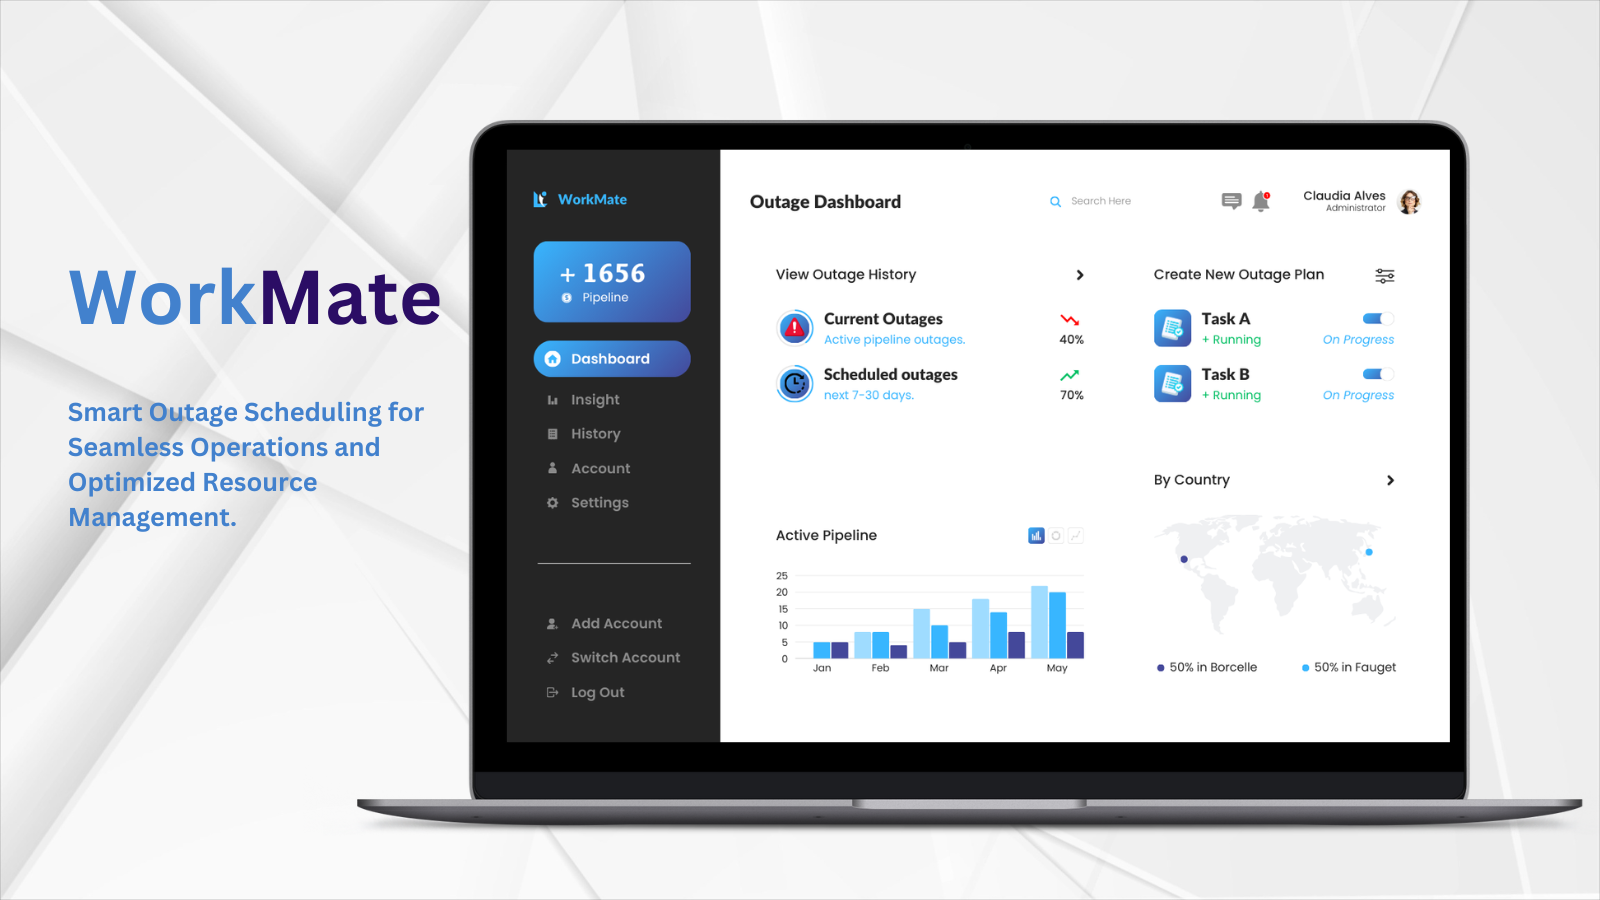 WorkMate
Smart Outage Scheduling for
Seamless Operations and
Optimized Resource
Management.
WorkMate
+ 1656
Pipeline
Dashboard
Insight
History
Account
Settings
Add Account
Switch Account
Log Out
Outage Dashboard
Search Here
Claudia Alves
Administrator
View Outage History
Current Outages
Active pipeline outages.
40%
Scheduled outages
next 7-30 days.
70%
Create New Outage Plan
Task A
+ Running
On Progress
Task B
+ Running
On Progress
Active Pipeline
25
20
15
10
5
0
Jan Feb Mar Apr May
By Country
50% in Borcelle
50% in Fauget